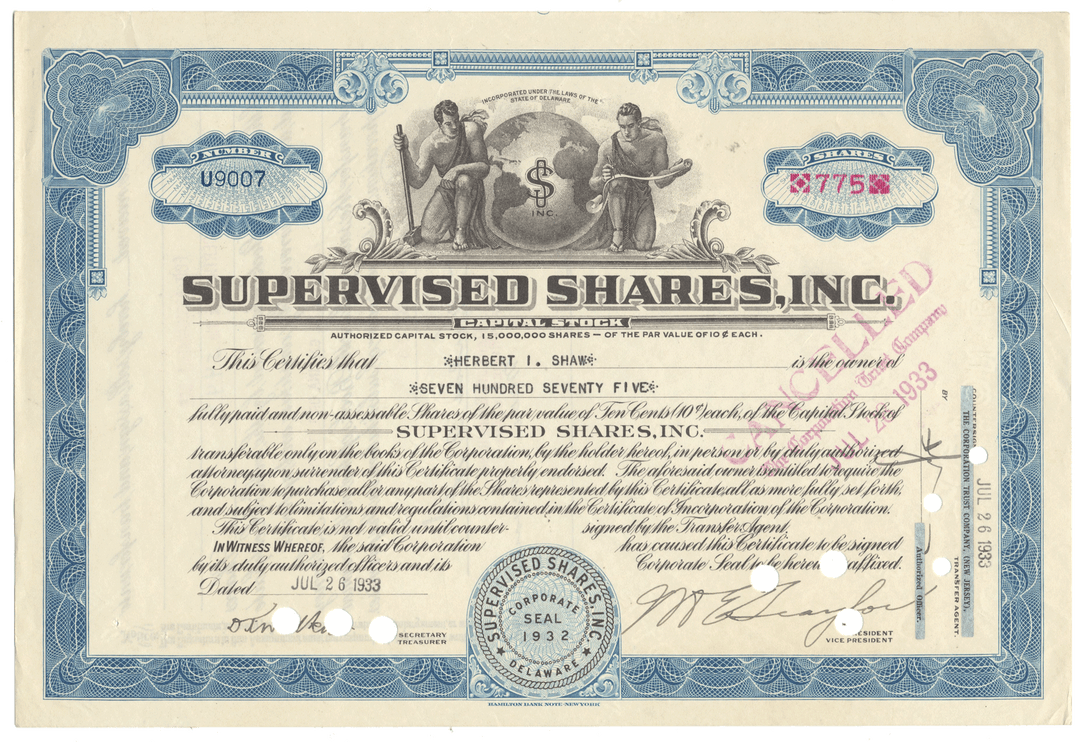 INCORPORATED UNDER THE LAWS OF THE
STATE OF DELAWARE.
NUMBER
U9007
SHARES
775
$
INC.
SUPERVISED SHARES, INC.
CAPITAL STOCK
AUTHORIZED CAPITAL STOCK, 15,000,000 SHARES — OF THE PAR VALUE OF 10 ¢ EACH.
This Certifies that HERBERT I. SHAW is the owner of
SEVEN HUNDRED SEVENTY FIVE
fully paid and non-assessable Shares of the par value of Ten Cents (10¢) each, of the Capital Stock of
SUPERVISED SHARES, INC.
transferable only on the books of the Corporation, by the holder hereof, in person or by duly authorized
attorney, upon surrender of this Certificate properly endorsed. The aforesaid owner is entitled to require the
Corporation to purchase all or any part of the Shares represented by this Certificate, all as more fully set forth,
and subject to limitations and regulations contained, in the Certificate of Incorporation of the Corporation.
This Certificate is not valid until counter- signed by the Transfer Agent.
IN WITNESS WHEREOF, the said Corporation has caused this Certificate to be signed
by its duly authorized officers and its Corporate Seal to be hereto affixed.
Dated JUL 26 1933
SECRETARY
TREASURER
SUPERVISED SHARES, INC.
CORPORATE
SEAL
1932
DELAWARE
VICE PRESIDENT
CANCELLED
The Corporation Trust Company
1933
BY
THE CORPORATION TRUST COMPANY, (NEW JERSEY),
TRANSFER AGENT.
JUL 26 1933
Authorized Officer.
HAMILTON BANK NOTE NEW YORK